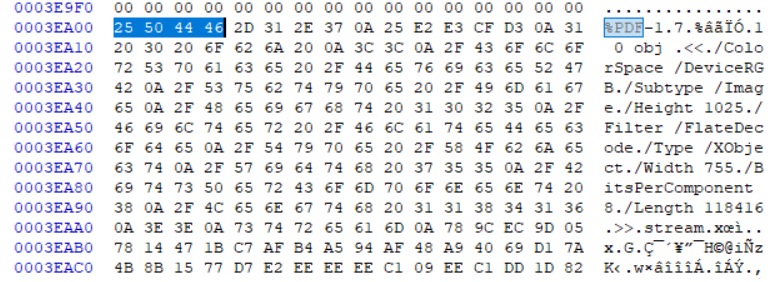 0003E9F0 00 00 00 00 00 00 00 00 00 00 00 00 00 00 00 00 ................
0003EA00 25 50 44 46 2D 31 2E 37 0A 25 E2 E3 CF D3 0A 31 %PDF-1.7.%âãÏÓ.1
0003EA10 20 30 20 6F 62 6A 20 0A 3C 3C 0A 2F 43 6F 6C 6F  0 obj .<<./Colo
0003EA20 72 53 70 61 63 65 20 2F 44 65 76 69 63 65 52 47 rSpace /DeviceRG
0003EA30 42 0A 2F 53 75 62 74 79 70 65 20 2F 49 6D 61 67 B./Subtype /Imag
0003EA40 65 0A 2F 48 65 69 67 68 74 20 31 30 32 35 0A 2F e./Height 1025./
0003EA50 46 69 6C 74 65 72 20 2F 46 6C 61 74 65 44 65 63 Filter /FlateDec
0003EA60 6F 64 65 0A 2F 54 79 70 65 20 2F 58 4F 62 6A 65 ode./Type /XObje
0003EA70 63 74 0A 2F 57 69 64 74 68 20 37 35 35 0A 2F 42 ct./Width 755./B
0003EA80 69 74 73 50 65 72 43 6F 6D 70 6F 6E 65 6E 74 20 itsPerComponent
0003EA90 38 0A 2F 4C 65 6E 67 74 68 20 31 31 38 34 31 36 8./Length 118416
0003EAA0 0A 3E 3E 0A 73 74 72 65 61 6D 0A 78 9C EC 9D 05 .>>.stream.xœì..
0003EAB0 78 14 47 1B C7 AF B4 A5 94 AF 48 A9 40 69 D1 7A x.G.Ç¯´¥”¯H©@iÑz
0003EAC0 4B 8B 15 77 D7 E2 EE EE EE C1 09 EE C1 DD 1D 82 K‹.w×âîîîÁ.îÁÝ.‚